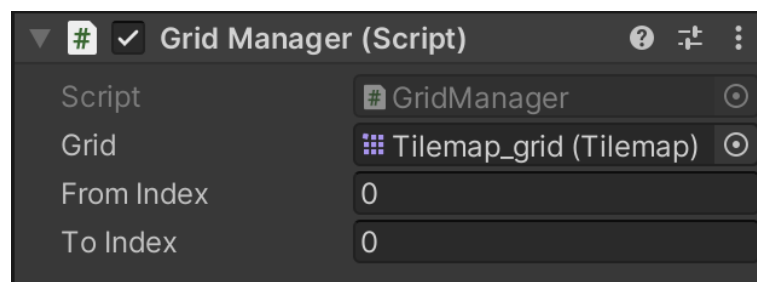 # Grid Manager (Script)
Script # GridManager
Grid Tilemap_grid (Tilemap)
From Index 0
To Index 0